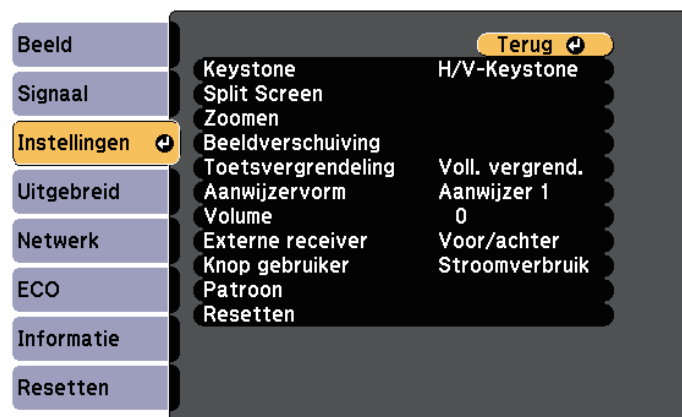 Beeld
Signaal
Instellingen
Uitgebreid
Netwerk
ECO
Informatie
Resetten
Terug
Keystone H/V-Keystone
Split Screen
Zoomen
Beeldverschuiving
Toetsvergrendeling Voll. vergrend.
Aanwijzervorm Aanwijzer 1
Volume 0
Externe receiver Voor/achter
Knop gebruiker Stroomverbruik
Patroon
Resetten